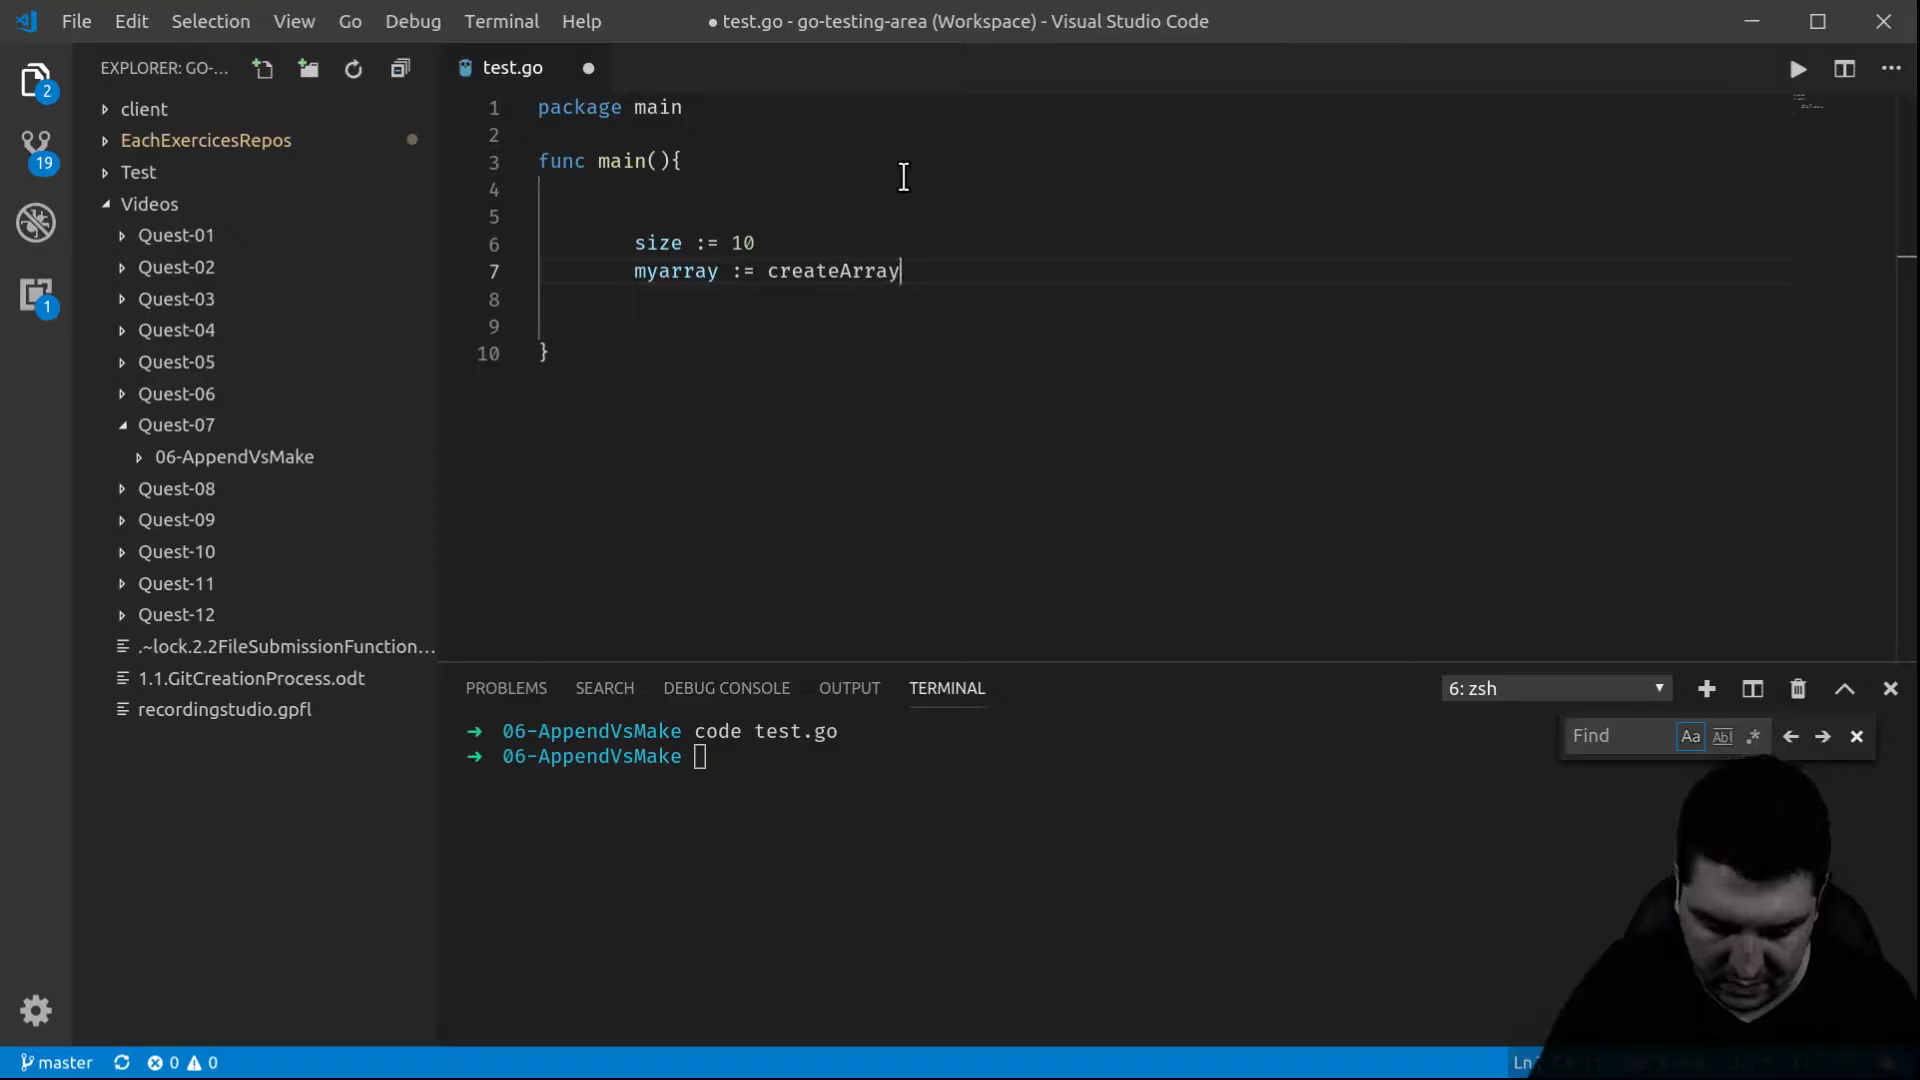 File Edit Selection View Go Debug Terminal Help
● test.go - go-testing-area (Workspace) - Visual Studio Code
EXPLORER: GO-...
2
19
1
client
EachExercicesRepos
Test
Videos
Quest-01
Quest-02
Quest-03
Quest-04
Quest-05
Quest-06
Quest-07
06-AppendVsMake
Quest-08
Quest-09
Quest-10
Quest-11
Quest-12
.~lock.2.2FileSubmissionFunction...
1.1.GitCreationProcess.odt
recordingstudio.gpfl
test.go
1 package main
2
3 func main(){
4
5
6 size := 10
7 myarray := createArray
8
9
10 }
PROBLEMS SEARCH DEBUG CONSOLE OUTPUT TERMINAL
6: zsh
➜ 06-AppendVsMake code test.go
➜ 06-AppendVsMake
Find Aa Abl .*
master 0 0
Ln